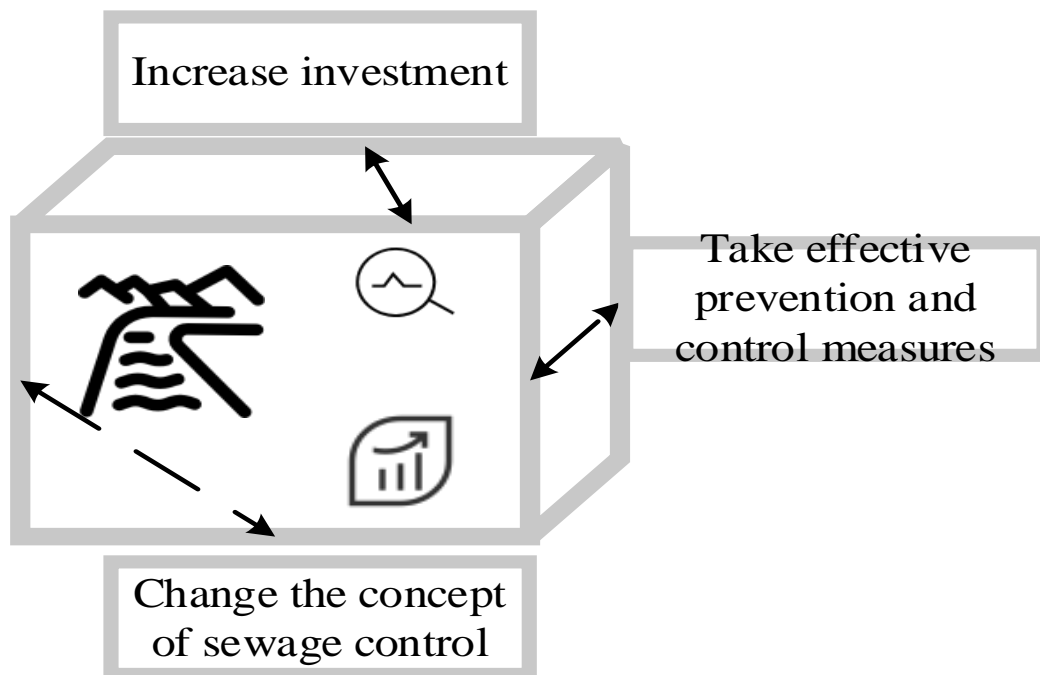 Increase investment
Take effective
prevention and
control measures
Change the concept
of sewage control